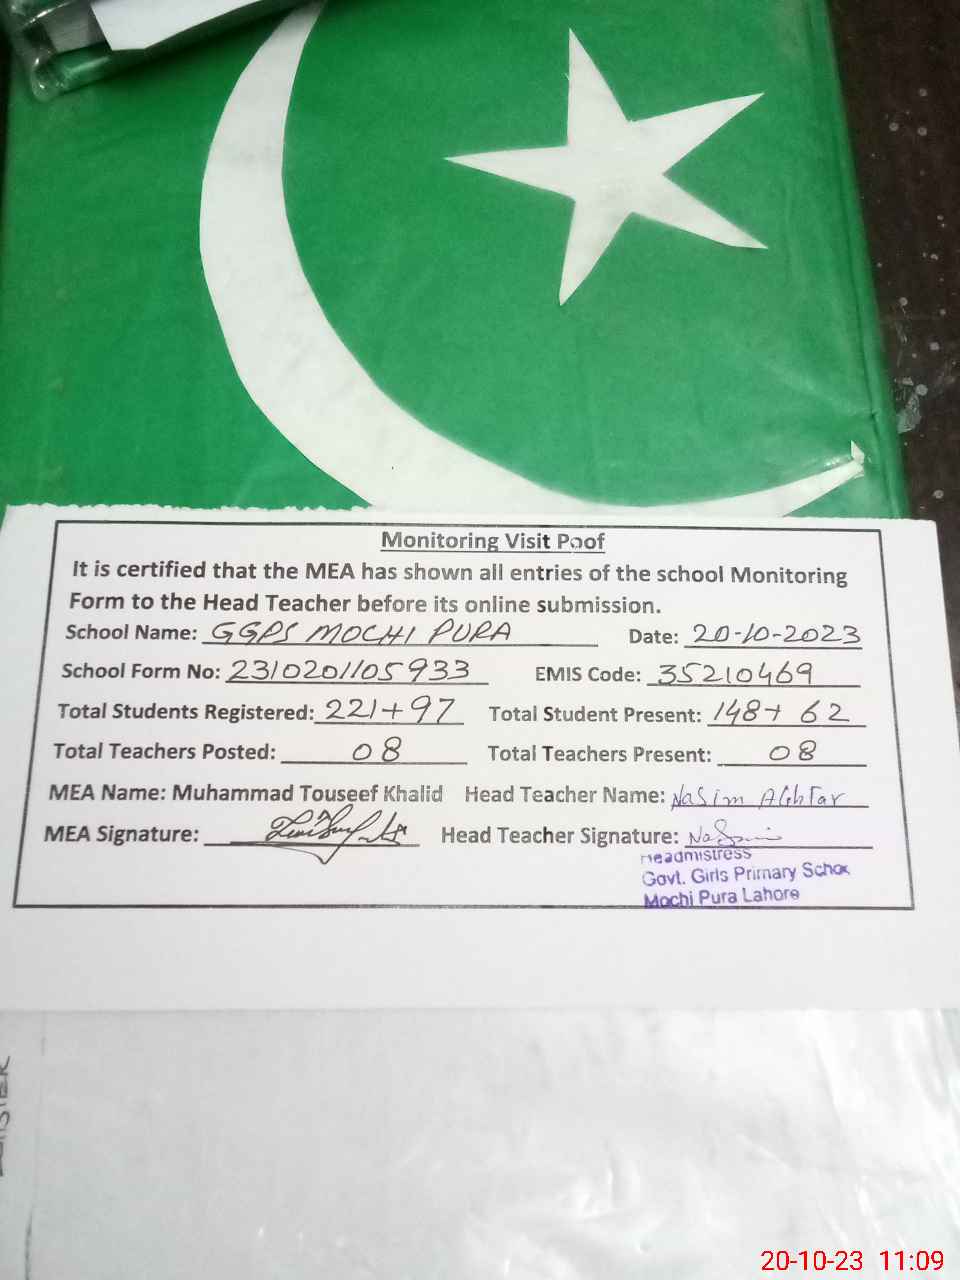 Monitoring Visit Poof
It is certified that the MEA has shown all entries of the school Monitoring
Form to the Head Teacher before its online submission.
School Name: GGPS MOCHI PURA Date: 20-10-2023
School Form No: 2310201105933 EMIS Code: 35210469
Total Students Registered: 221+97 Total Student Present: 148+ 62
Total Teachers Posted: 08 Total Teachers Present: 08
MEA Name: Muhammad Touseef Khalid Head Teacher Name: Nasim Akhtar
MEA Signature: Head Teacher Signature:
Headmistress
Govt. Girls Primary School
Mochi Pura Lahore
20-10-23 11:09